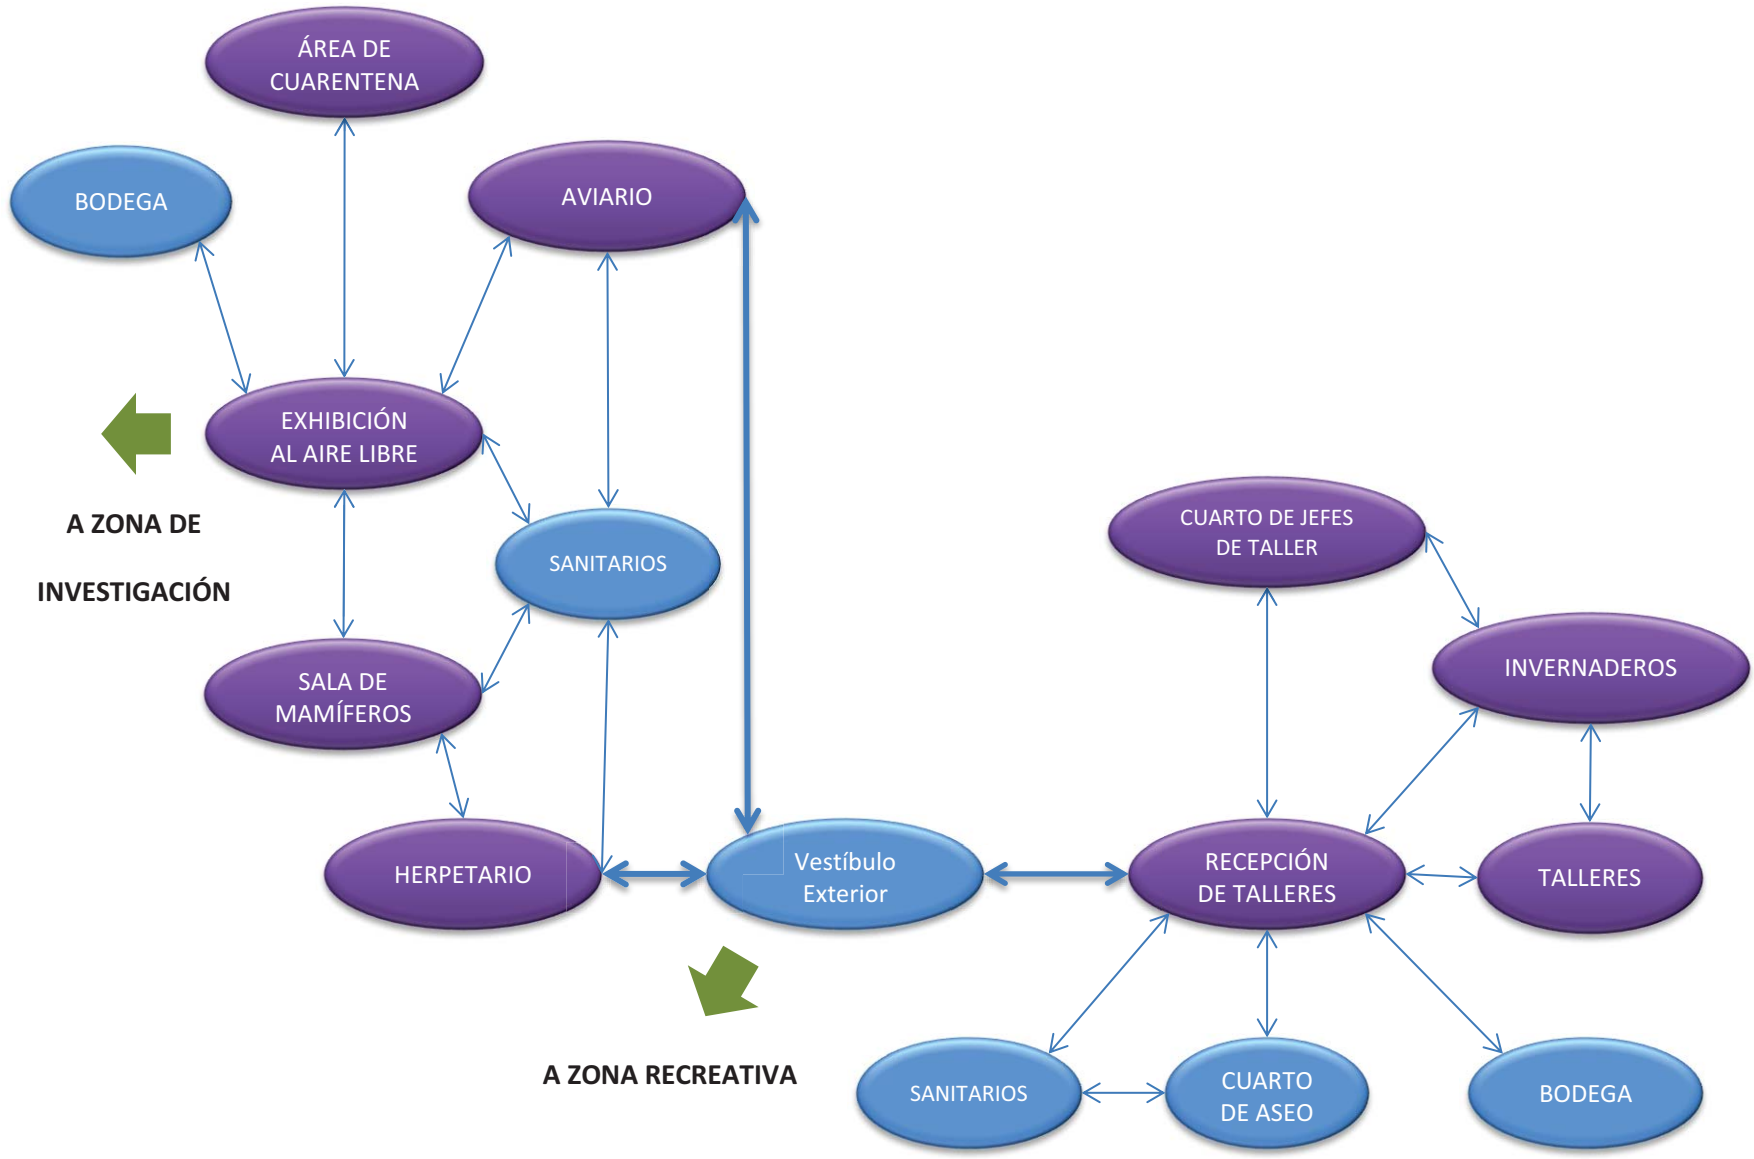 ÁREA DE
CUARENTENA
BODEGA
AVIARIO
EXHIBICIÓN
AL AIRE LIBRE
A ZONA DE
INVESTIGACIÓN
SANITARIOS
CUARTO DE JEFES
DE TALLER
SALA DE
MAMÍFEROS
INVERNADEROS
HERPETARIO
Vestíbulo
Exterior
RECEPCIÓN
DE TALLERES
TALLERES
A ZONA RECREATIVA
SANITARIOS
CUARTO
DE ASEO
BODEGA